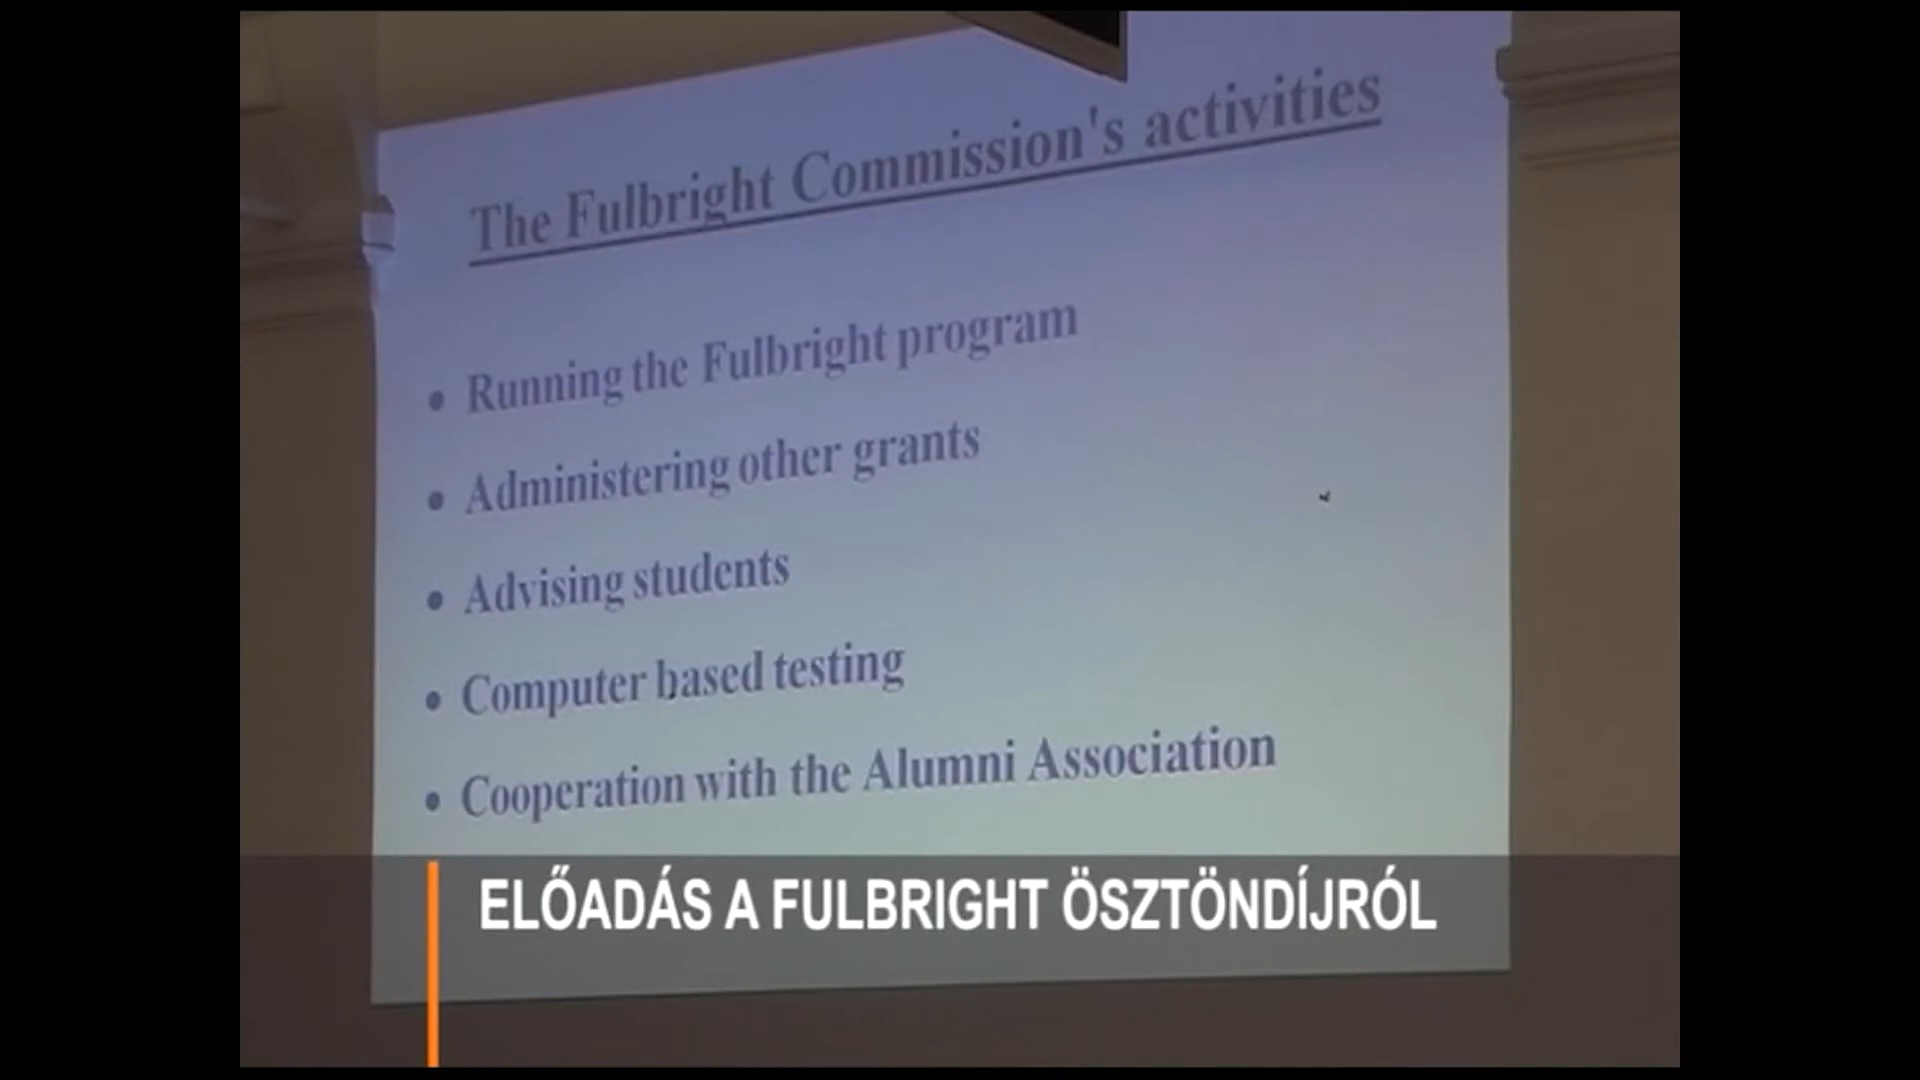 The Fulbright Commission's activities
• Running the Fulbright program
• Administering other grants
• Advising students
• Computer based testing
• Cooperation with the Alumni Association
ELŐADÁS A FULBRIGHT ÖSZTÖNDÍJRÓL